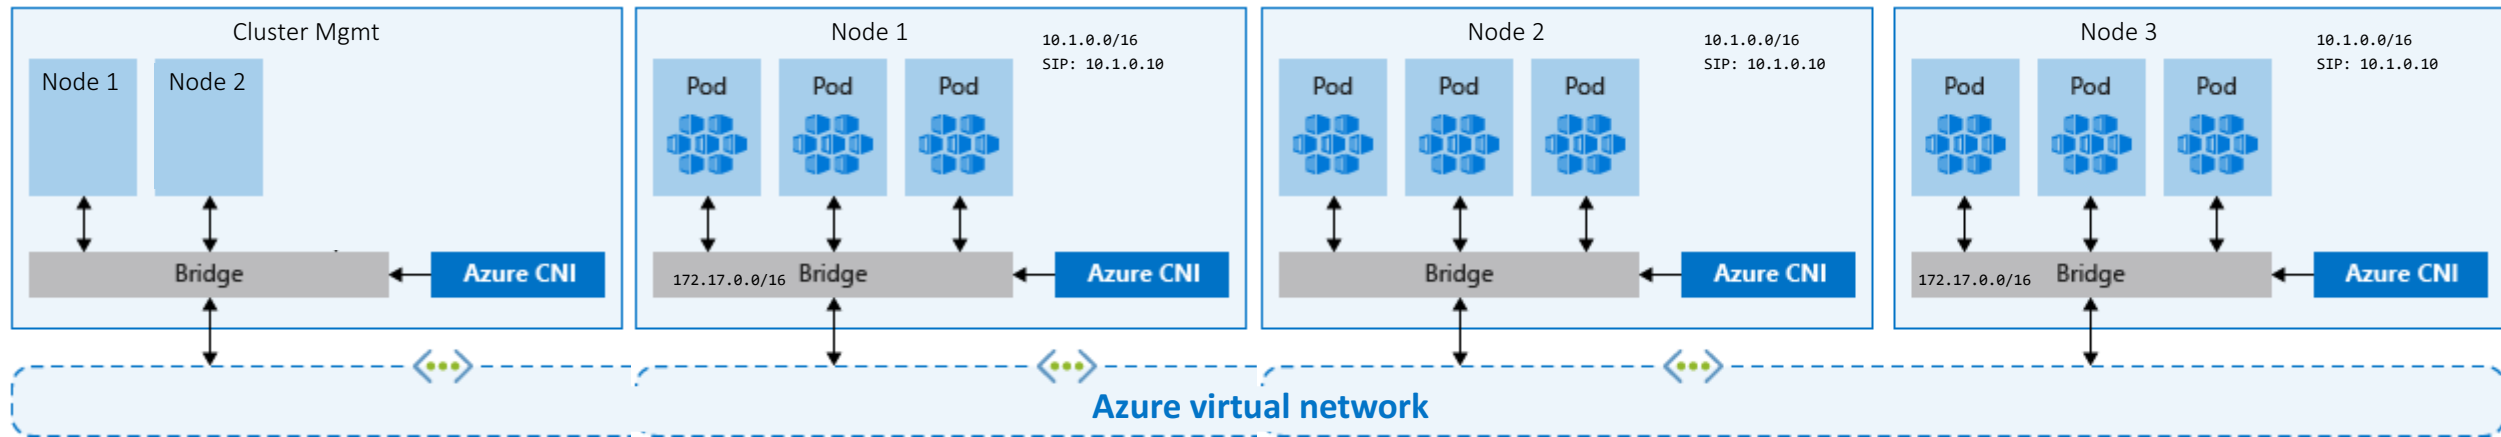 Cluster Mgmt
Node 1
Node 2
Bridge
Azure CNI
Node 1
10.1.0.0/16
SIP: 10.1.0.10
Pod
Pod
Pod
172.17.0.0/16
Bridge
Azure CNI
Node 2
10.1.0.0/16
SIP: 10.1.0.10
Pod
Pod
Pod
Bridge
Azure CNI
Node 3
10.1.0.0/16
SIP: 10.1.0.10
Pod
Pod
Pod
172.17.0.0/16
Bridge
Azure CNI
Azure virtual network